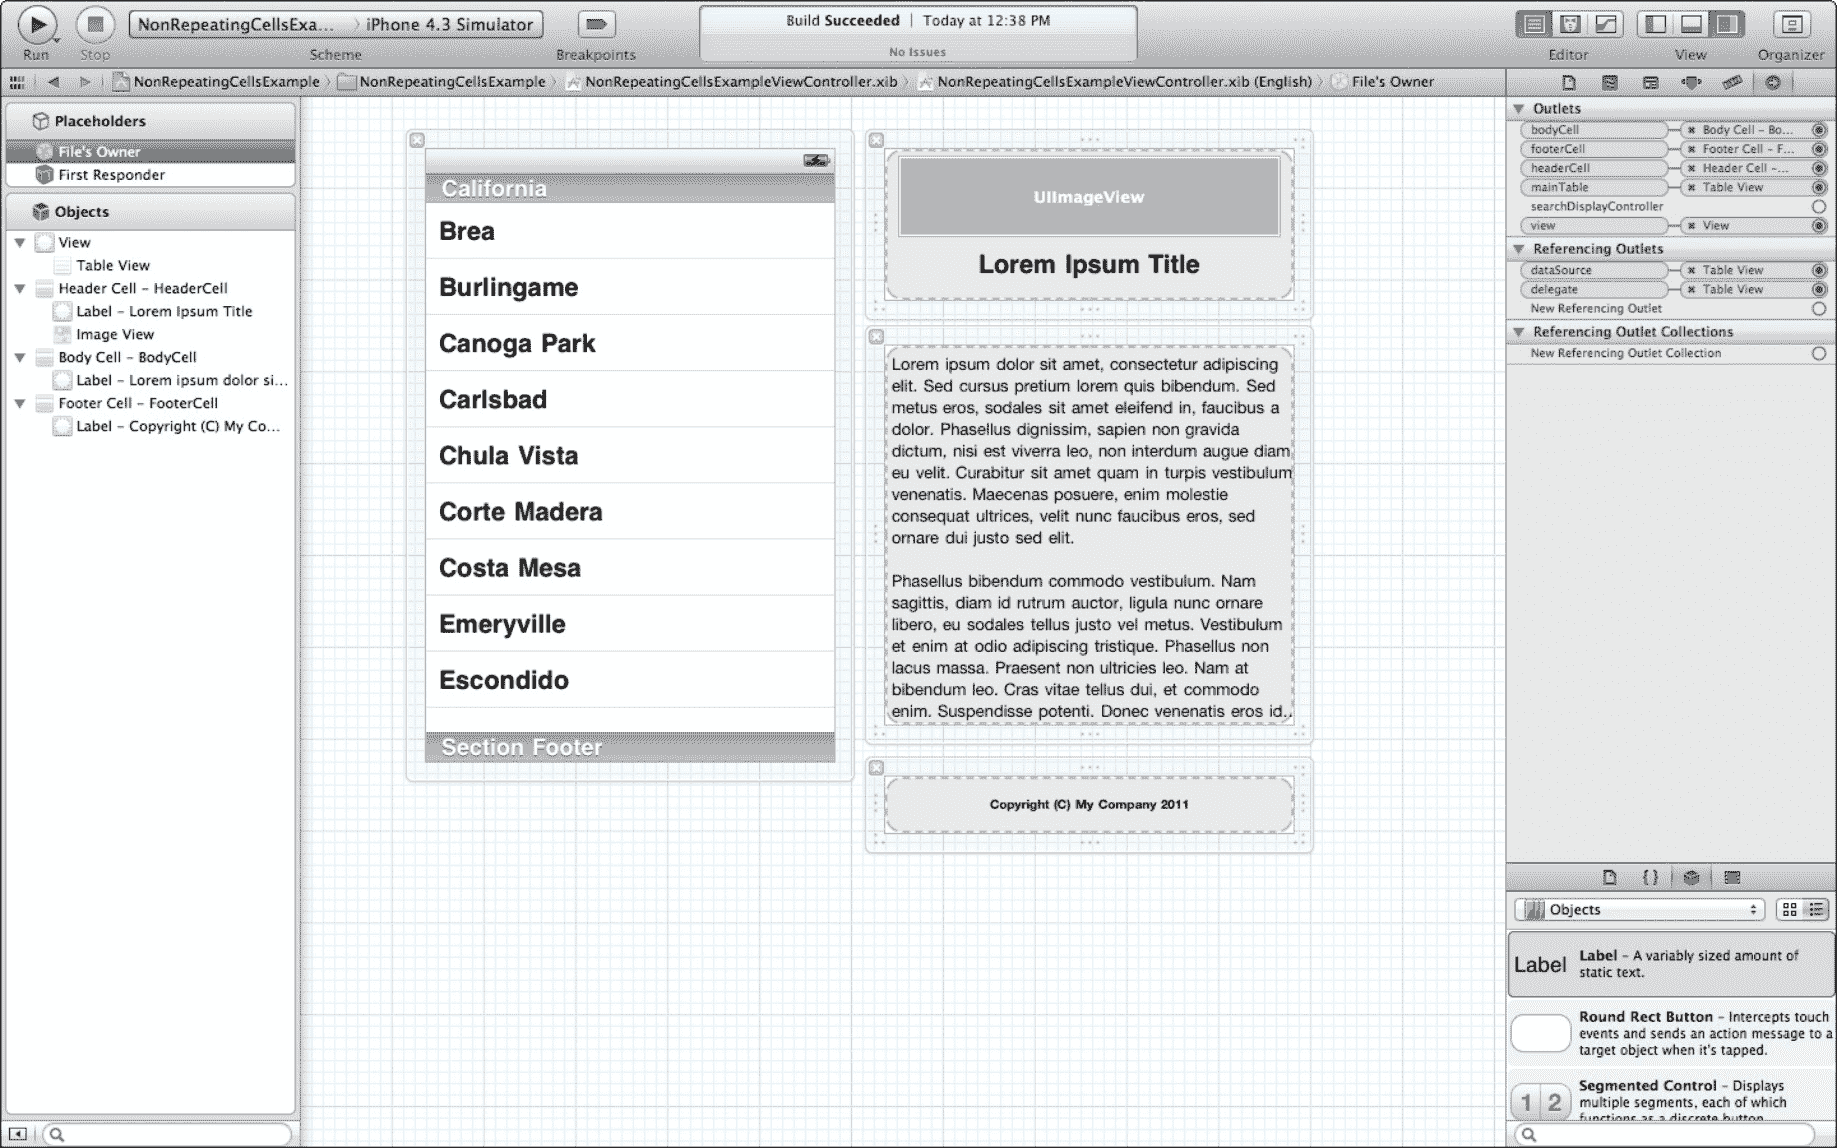 NonRepeatingCellsExa... iPhone 4.3 Simulator
Run Stop Scheme Breakpoints
Build Succeeded | Today at 12:38 PM
No Issues
Editor View Organizer
NonRepeatingCellsExample NonRepeatingCellsExample NonRepeatingCellsExampleViewController.xib NonRepeatingCellsExampleViewController.xib (English) File's Owner
Placeholders
File's Owner
First Responder
Objects
View
Table View
Header Cell – HeaderCell
Label – Lorem Ipsum Title
Image View
Body Cell – BodyCell
Label – Lorem ipsum dolor si...
Footer Cell – FooterCell
Label – Copyright (C) My Co...
California
Brea
Burlingame
Canoga Park
Carlsbad
Chula Vista
Corte Madera
Costa Mesa
Emeryville
Escondido
Section Footer
UIImageView
Lorem Ipsum Title
Lorem ipsum dolor sit amet, consectetur adipiscing
elit. Sed cursus pretium lorem quis bibendum. Sed
metus eros, sodales sit amet eleifend in, faucibus a
dolor. Phasellus dignissim, sapien non gravida
dictum, nisi est viverra leo, non interdum augue diam
eu velit. Curabitur sit amet quam in turpis vestibulum
venenatis. Maecenas posuere, enim molestie
consequat ultrices, velit nunc faucibus eros, sed
ornare dui justo sed elit.
Phasellus bibendum commodo vestibulum. Nam
sagittis, diam id rutrum auctor, ligula nunc ornare
libero, eu sodales tellus justo vel metus. Vestibulum
et enim at odio adipiscing tristique. Phasellus non
lacus massa. Praesent non ultricies leo. Nam at
bibendum leo. Cras vitae tellus dui, et commodo
enim. Suspendisse potenti. Donec venenatis eros id..
Copyright (C) My Company 2011
Outlets
bodyCell Body Cell – Bo...
footerCell Footer Cell – F...
headerCell Header Cell –...
mainTable Table View
searchDisplayController
view View
Referencing Outlets
dataSource Table View
delegate Table View
New Referencing Outlet
Referencing Outlet Collections
New Referencing Outlet Collection
{ }
Objects
Label
Label – A variably sized amount of
static text.
Round Rect Button – Intercepts touch
events and sends an action message to a
target object when it's tapped.
1 2
Segmented Control – Displays
multiple segments, each of which
functions as a discrete button